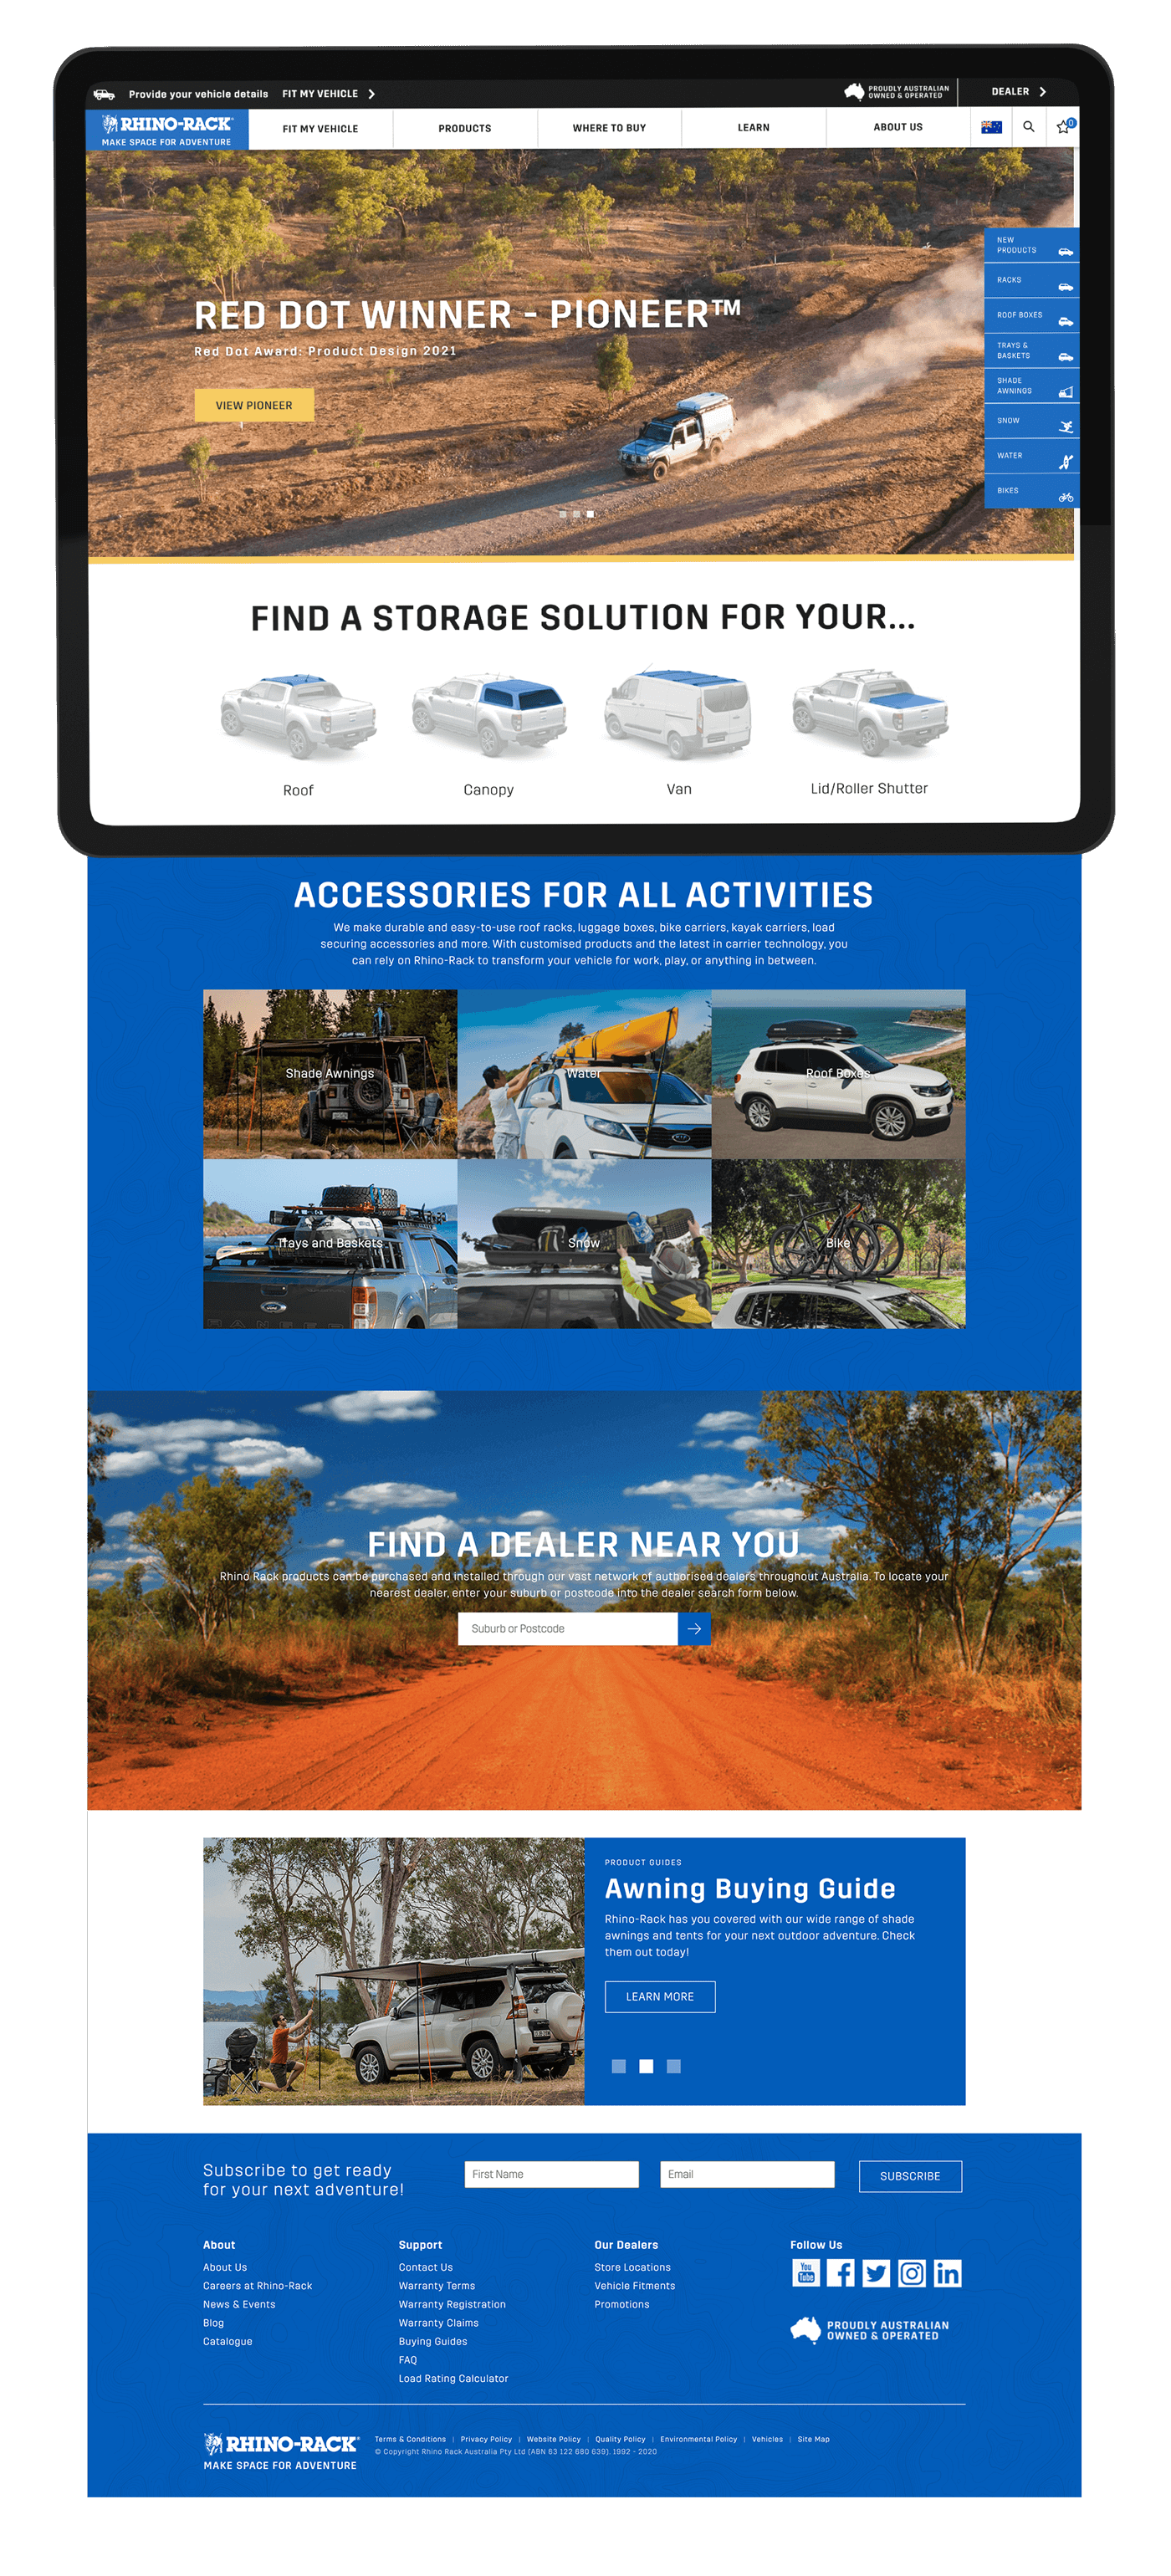 Provide your vehicle details FIT MY VEHICLE
PROUDLY AUSTRALIAN
OWNED & OPERATED
DEALER
RHINO-RACK
MAKE SPACE FOR ADVENTURE
FIT MY VEHICLE
PRODUCTS
WHERE TO BUY
LEARN
ABOUT US
0
NEW
PRODUCTS
RACKS
ROOF BOXES
TRAYS &
BASKETS
SHADE
AWNINGS
SNOW
WATER
BIKES
RED DOT WINNER - PIONEER™
Red Dot Award: Product Design 2021
VIEW PIONEER
FIND A STORAGE SOLUTION FOR YOUR...
Roof
Canopy
Van
Lid/Roller Shutter
ACCESSORIES FOR ALL ACTIVITIES
We make durable and easy-to-use roof racks, luggage boxes, bike carriers, kayak carriers, load
securing accessories and more. With customised products and the latest in carrier technology, you
can rely on Rhino-Rack to transform your vehicle for work, play, or anything in between.
Shade Awnings
Water
Roof Boxes
KIA
Trays and Baskets
Snow
Bike
Ford
RANGER
FIND A DEALER NEAR YOU
Rhino Rack products can be purchased and installed through our vast network of authorised dealers throughout Australia. To locate your
nearest dealer, enter your suburb or postcode into the dealer search form below.
Suburb or Postcode
PRODUCT GUIDES
Awning Buying Guide
Rhino-Rack has you covered with our wide range of shade
awnings and tents for your next outdoor adventure. Check
them out today!
LEARN MORE
Subscribe to get ready
for your next adventure!
First Name
Email
SUBSCRIBE
About
About Us
Careers at Rhino-Rack
News & Events
Blog
Catalogue
Support
Contact Us
Warranty Terms
Warranty Registration
Warranty Claims
Buying Guides
FAQ
Load Rating Calculator
Our Dealers
Store Locations
Vehicle Fitments
Promotions
Follow Us
You
Tube
PROUDLY AUSTRALIAN
OWNED & OPERATED
RHINO-RACK
MAKE SPACE FOR ADVENTURE
Terms & Conditions | Privacy Policy | Website Policy | Quality Policy | Environmental Policy | Vehicles | Site Map
© Copyright Rhino Rack Australia Pty Ltd (ABN 63 122 680 639). 1992 - 2020